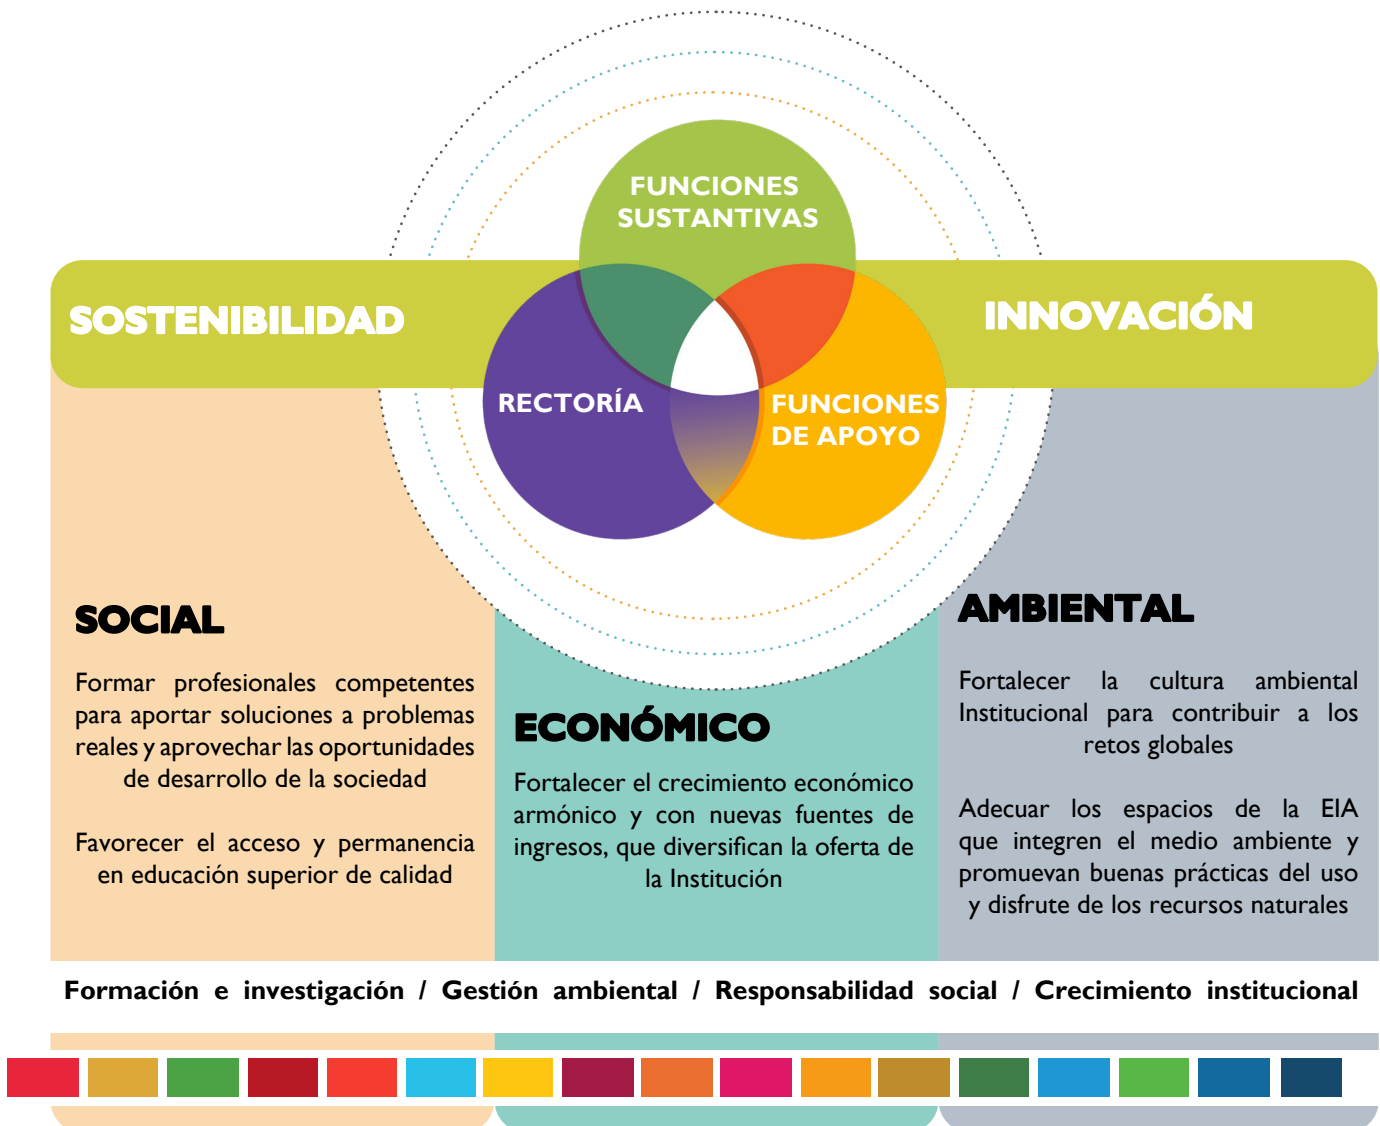 FUNCIONES
SUSTANTIVAS
SOSTENIBILIDAD
INNOVACIÓN
RECTORÍA
FUNCIONES
DE APOYO
SOCIAL
Formar profesionales competentes
para aportar soluciones a problemas
reales y aprovechar las oportunidades
de desarrollo de la sociedad
Favorecer el acceso y permanencia
en educación superior de calidad
ECONÓMICO
Fortalecer el crecimiento económico
armónico y con nuevas fuentes de
ingresos, que diversifican la oferta de
la Institución
AMBIENTAL
Fortalecer la cultura ambiental
Institucional para contribuir a los
retos globales
Adecuar los espacios de la EIA
que integren el medio ambiente y
promuevan buenas prácticas del uso
y disfrute de los recursos naturales
Formación e investigación / Gestión ambiental / Responsabilidad social / Crecimiento institucional